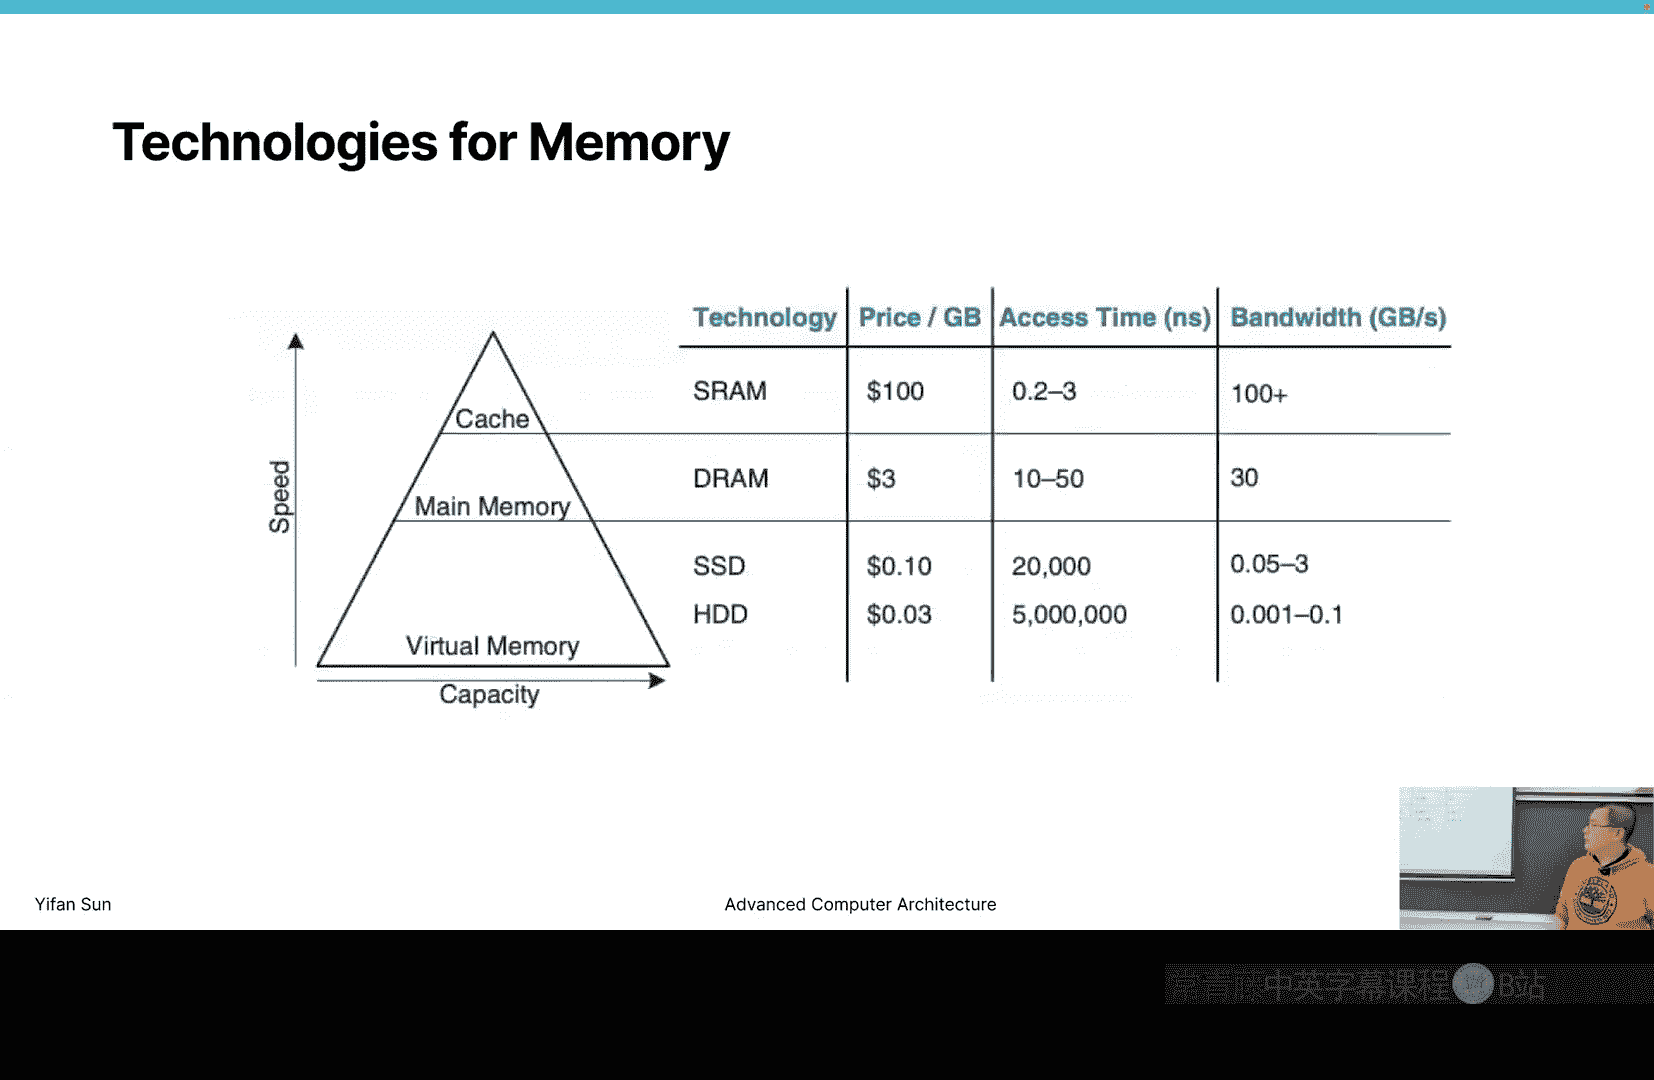 Technologies for Memory
Technology Price / GB Access Time (ns) Bandwidth (GB/s)
SRAM $100 0.2–3 100+
Cache
DRAM $3 10–50 30
Main Memory
SSD $0.10 20,000 0.05–3
HDD $0.03 5,000,000 0.001–0.1
Virtual Memory
Speed
Capacity
Yifan Sun
Advanced Computer Architecture
常青藤中英字幕课程 B站